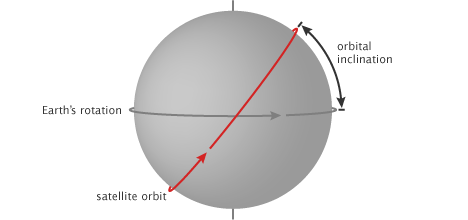 orbital
inclination
Earth's rotation
satellite orbit